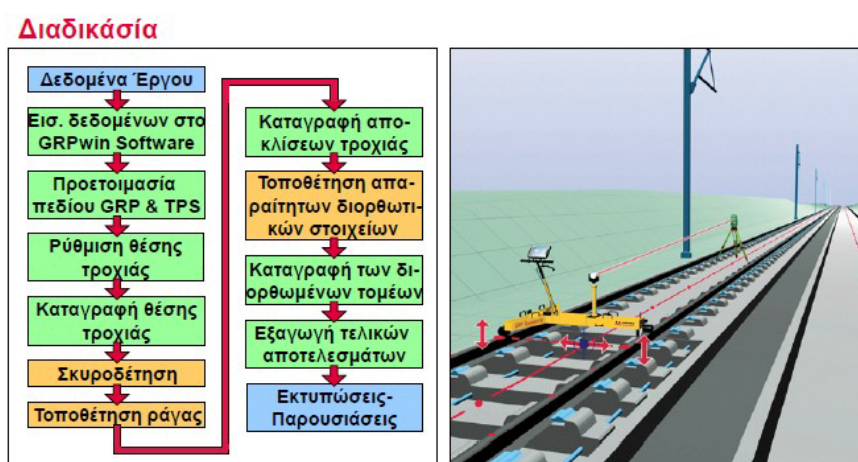 Διαδικάσία
Δεδομένα Έργου
Εισ. δεδομένων στο
GRPwin Software
Προετοιμασία
πεδίου GRP & TPS
Ρύθμιση θέσης
τροχιάς
Καταγραφή θέσης
τροχιάς
Σκυροδέτηση
Τοποθέτηση ράγας
Καταγραφή απο-
κλίσεων τροχιάς
Τοποθέτηση απα-
ραίτητων διορθωτι-
κών στοιχείων
Καταγραφή των δι-
ορθωμένων τομέων
Εξαγωγή τελικών
αποτελεσμάτων
Εκτυπώσεις-
Παρουσιάσεις